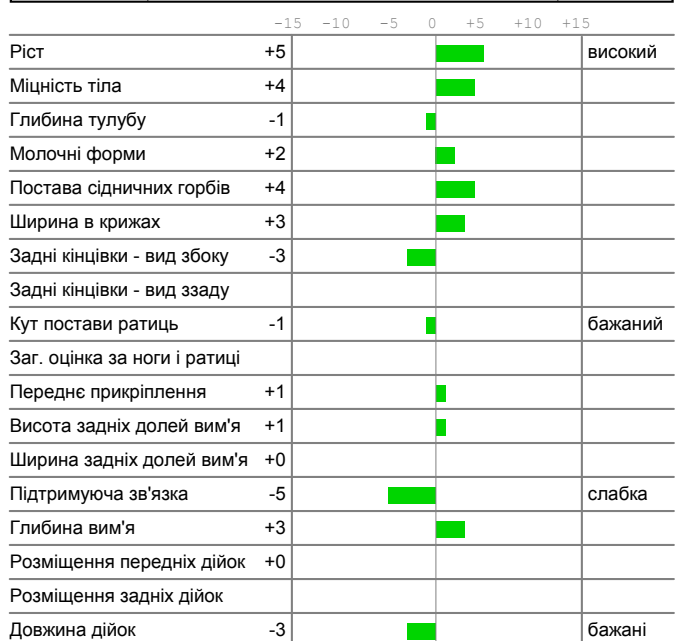 -15 -10 -5 0 +5 +10 +15
Ріст +5 високий
Міцність тіла +4
Глибина тулубу -1
Молочні форми +2
Постава сідничних горбів +4
Ширина в крижах +3
Задні кінцівки - вид збоку -3
Задні кінцівки - вид ззаду
Кут постави ратиць -1 бажаний
Заг. оцінка за ноги і ратиці
Переднє прикріплення +1
Висота задніх долей вим'я +1
Ширина задніх долей вим'я +0
Підтримуюча зв'язка -5 слабка
Глибина вим'я +3
Розміщення передніх дійок +0
Розміщення задніх дійок
Довжина дійок -3 бажані